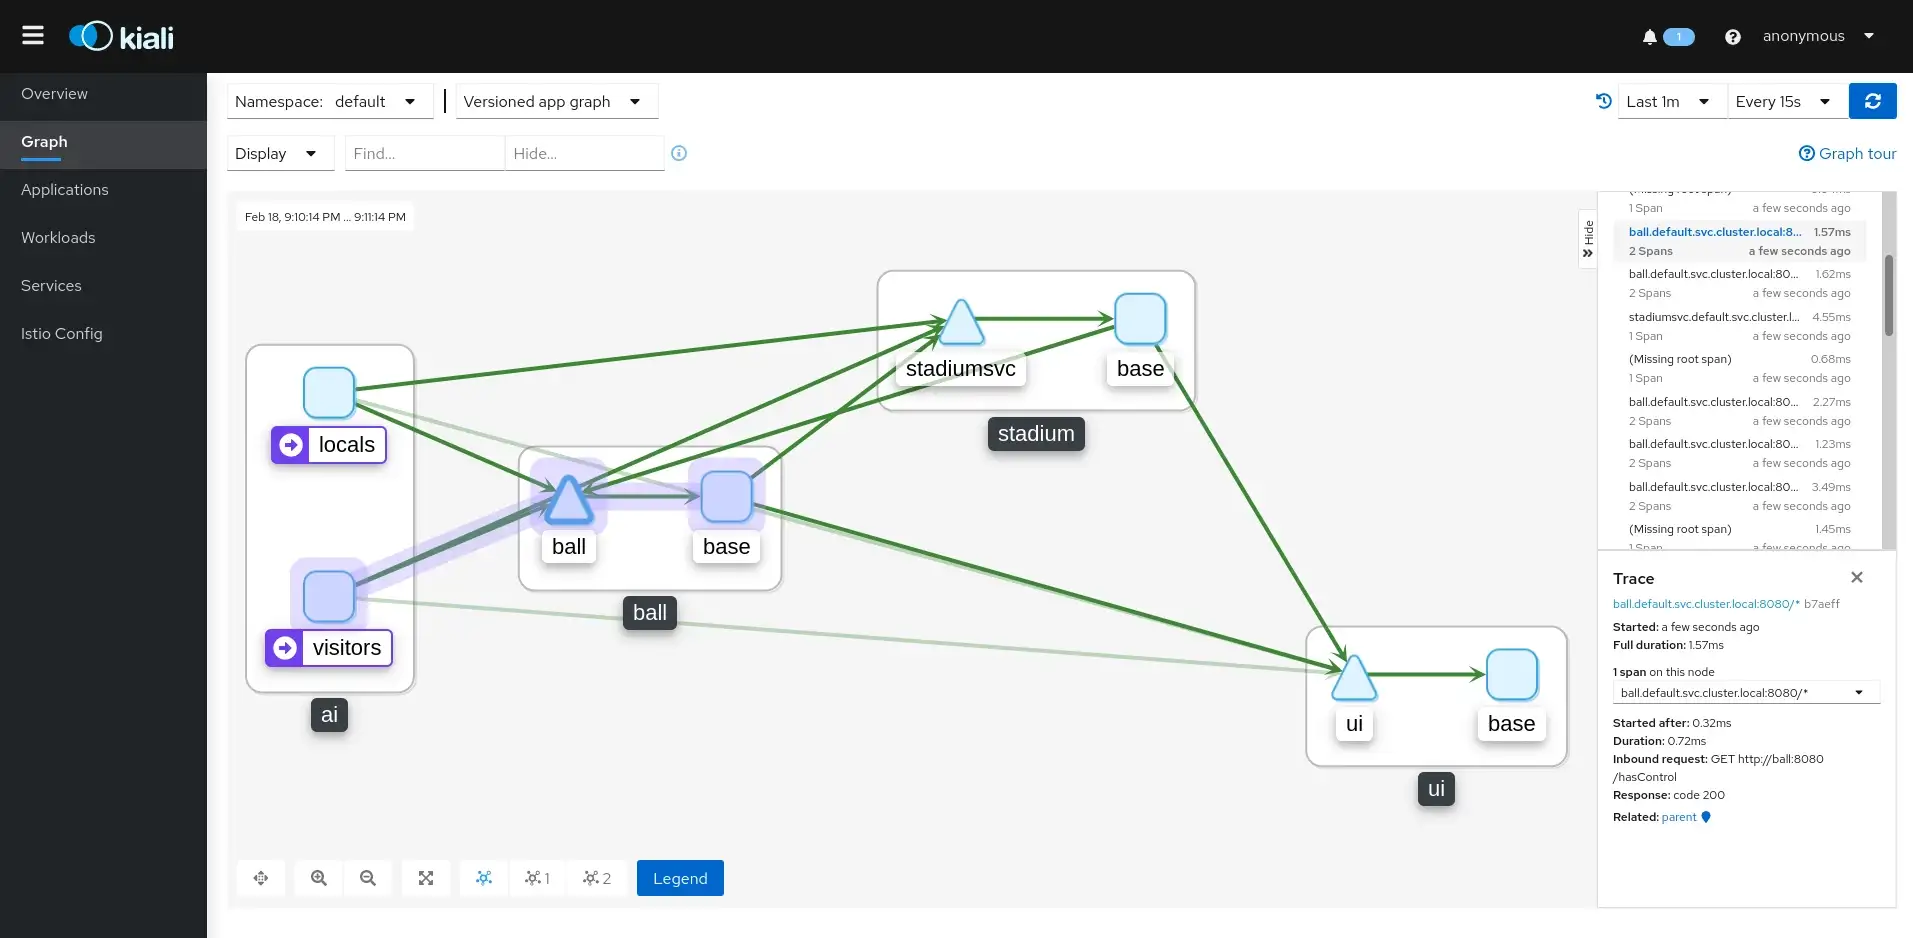 kiali
1
anonymous
Overview
Graph
Applications
Workloads
Services
Istio Config
Namespace: default
Versioned app graph
Last 1m
Every 15s
Display
Find...
Hide...
Graph tour
Feb 18, 9:10:14 PM ... 9:11:14 PM
Hide
locals
visitors
ai
ball
base
ball
stadiumsvc
base
stadium
ui
base
ui
1
2
Legend
(Missing root span)
1 Span a few seconds ago
ball.default.svc.cluster.local:8... 1.57ms
2 Spans a few seconds ago
ball.default.svc.cluster.local:80... 1.62ms
2 Spans a few seconds ago
stadiumsvc.default.svc.cluster.l... 4.55ms
1 Span a few seconds ago
(Missing root span) 0.68ms
1 Span a few seconds ago
ball.default.svc.cluster.local:80... 2.27ms
2 Spans a few seconds ago
ball.default.svc.cluster.local:80... 1.23ms
2 Spans a few seconds ago
ball.default.svc.cluster.local:80... 3.49ms
2 Spans a few seconds ago
(Missing root span) 1.45ms
1 Span a few seconds ago
Trace
ball.default.svc.cluster.local:8080/* b7aeff
Started: a few seconds ago
Full duration: 1.57ms
1 span on this node
ball.default.svc.cluster.local:8080/*
Started after: 0.32ms
Duration: 0.72ms
Inbound request: GET http://ball:8080
/hasControl
Response: code 200
Related: parent